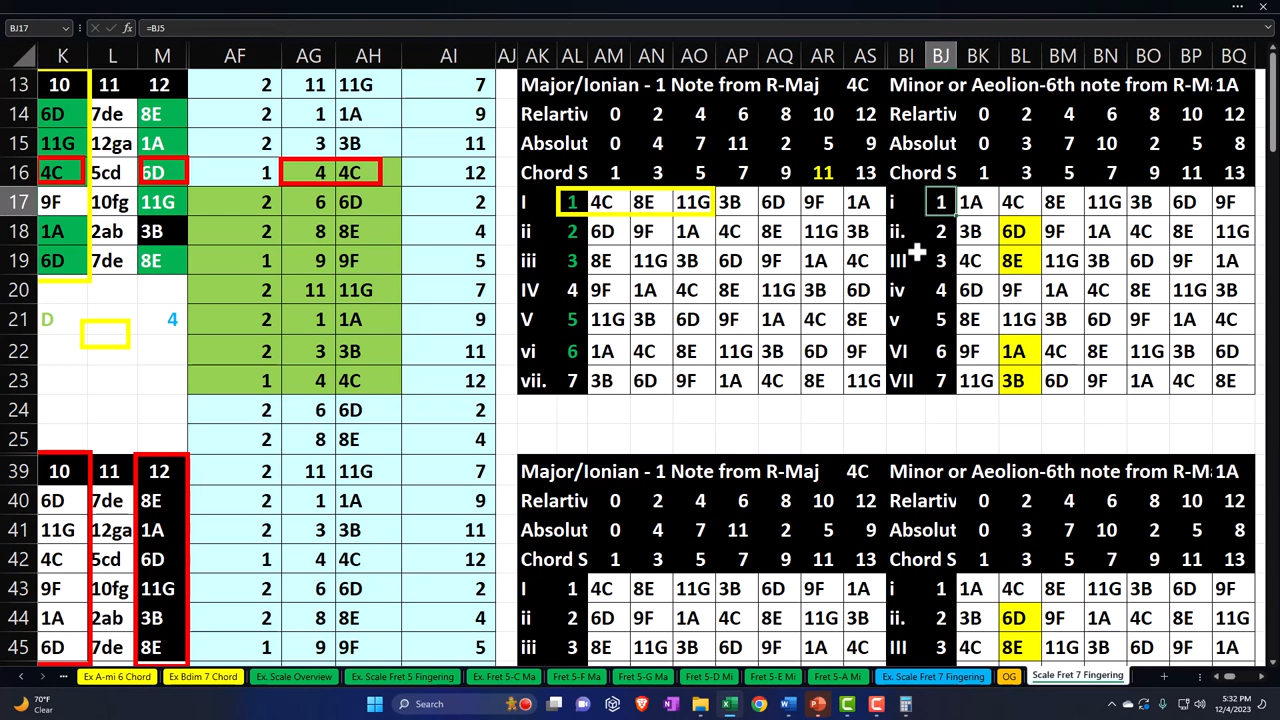 BJ17 =BJ5
K L M AF AG AH AI AJ AK AL AM AN AO AP AQ AR AS BI BJ BK BL BM BN BO BP BQ
13 10 11 12 2 11 11G 7 Major/Ionian - 1 Note from R-Maj 4C Minor or Aeolion-6th note from R-Ma 1A
14 6D 7de 8E 2 1 1A 9 Relartiv 0 2 4 6 8 10 12 Relartiv 0 2 4 6 8 10 12
15 11G 12ga 1A 2 3 3B 11 Absolut 0 4 7 11 2 5 9 Absolut 0 3 7 10 2 5 8
16 4C 5cd 6D 1 4 4C 12 Chord S 1 3 5 7 9 11 13 Chord S 1 3 5 7 9 11 13
17 9F 10fg 11G 2 6 6D 2 I 1 4C 8E 11G 3B 6D 9F 1A i 1 1A 4C 8E 11G 3B 6D 9F
18 1A 2ab 3B 2 8 8E 4 ii 2 6D 9F 1A 4C 8E 11G 3B ii. 2 3B 6D 9F 1A 4C 8E 11G
19 6D 7de 8E 1 9 9F 5 iii 3 8E 11G 3B 6D 9F 1A 4C III 3 4C 8E 11G 3B 6D 9F 1A
20 2 11 11G 7 IV 4 9F 1A 4C 8E 11G 3B 6D iv 4 6D 9F 1A 4C 8E 11G 3B
21 D 4 2 1 1A 9 V 5 11G 3B 6D 9F 1A 4C 8E v 5 8E 11G 3B 6D 9F 1A 4C
22 2 3 3B 11 vi 6 1A 4C 8E 11G 3B 6D 9F VI 6 9F 1A 4C 8E 11G 3B 6D
23 1 4 4C 12 vii. 7 3B 6D 9F 1A 4C 8E 11G VII 7 11G 3B 6D 9F 1A 4C 8E
24 2 6 6D 2
25 2 8 8E 4
39 10 11 12 2 11 11G 7 Major/Ionian - 1 Note from R-Maj 4C Minor or Aeolion-6th note from R-Ma 1A
40 6D 7de 8E 2 1 1A 9 Relartiv 0 2 4 6 8 10 12 Relartiv 0 2 4 6 8 10 12
41 11G 12ga 1A 2 3 3B 11 Absolut 0 4 7 11 2 5 9 Absolut 0 3 7 10 2 5 8
42 4C 5cd 6D 1 4 4C 12 Chord S 1 3 5 7 9 11 13 Chord S 1 3 5 7 9 11 13
43 9F 10fg 11G 2 6 6D 2 I 1 4C 8E 11G 3B 6D 9F 1A i 1 1A 4C 8E 11G 3B 6D 9F
44 1A 2ab 3B 2 8 8E 4 ii 2 6D 9F 1A 4C 8E 11G 3B ii. 2 3B 6D 9F 1A 4C 8E 11G
45 6D 7de 8E 1 9 9F 5 iii 3 8E 11G 3B 6D 9F 1A 4C III 3 4C 8E 11G 3B 6D 9F 1A
Ex A-mi 6 Chord Ex Bdim 7 Chord Ex. Scale Overview Ex. Scale Fret 5 Fingering Ex. Fret 5-C Ma Fret 5-F Ma Fret 5-G Ma Fret 5-D Mi Fret 5-E Mi Fret 5-A Mi Ex. Scale Fret 7 Fingering OG Scale Fret 7 Fingering
70°F Clear Search 5:32 PM 12/4/2023